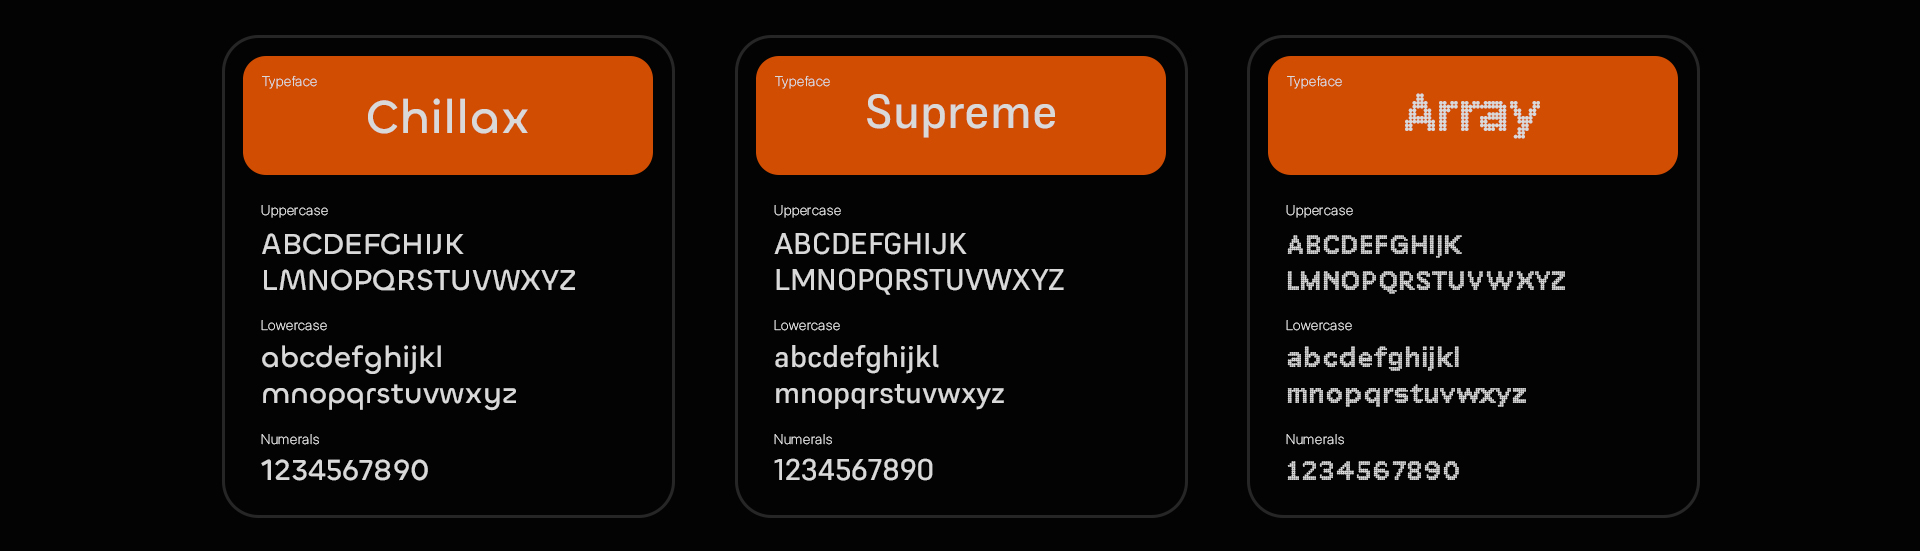 Typeface
Chillax
Uppercase
ABCDEFGHIJK
LMNOPQRSTUVWXYZ
Lowercase
abcdefghijkl
mnopqrstuvwxyz
Numerals
1234567890
Typeface
Supreme
Uppercase
ABCDEFGHIJK
LMNOPQRSTUVWXYZ
Lowercase
abcdefghijkl
mnopqrstuvwxyz
Numerals
1234567890
Typeface
Array
Uppercase
ABCDEFGHIJK
LMNOPQRSTUVWXYZ
Lowercase
abcdefghijkl
mnopqrstuvwxyz
Numerals
1234567890